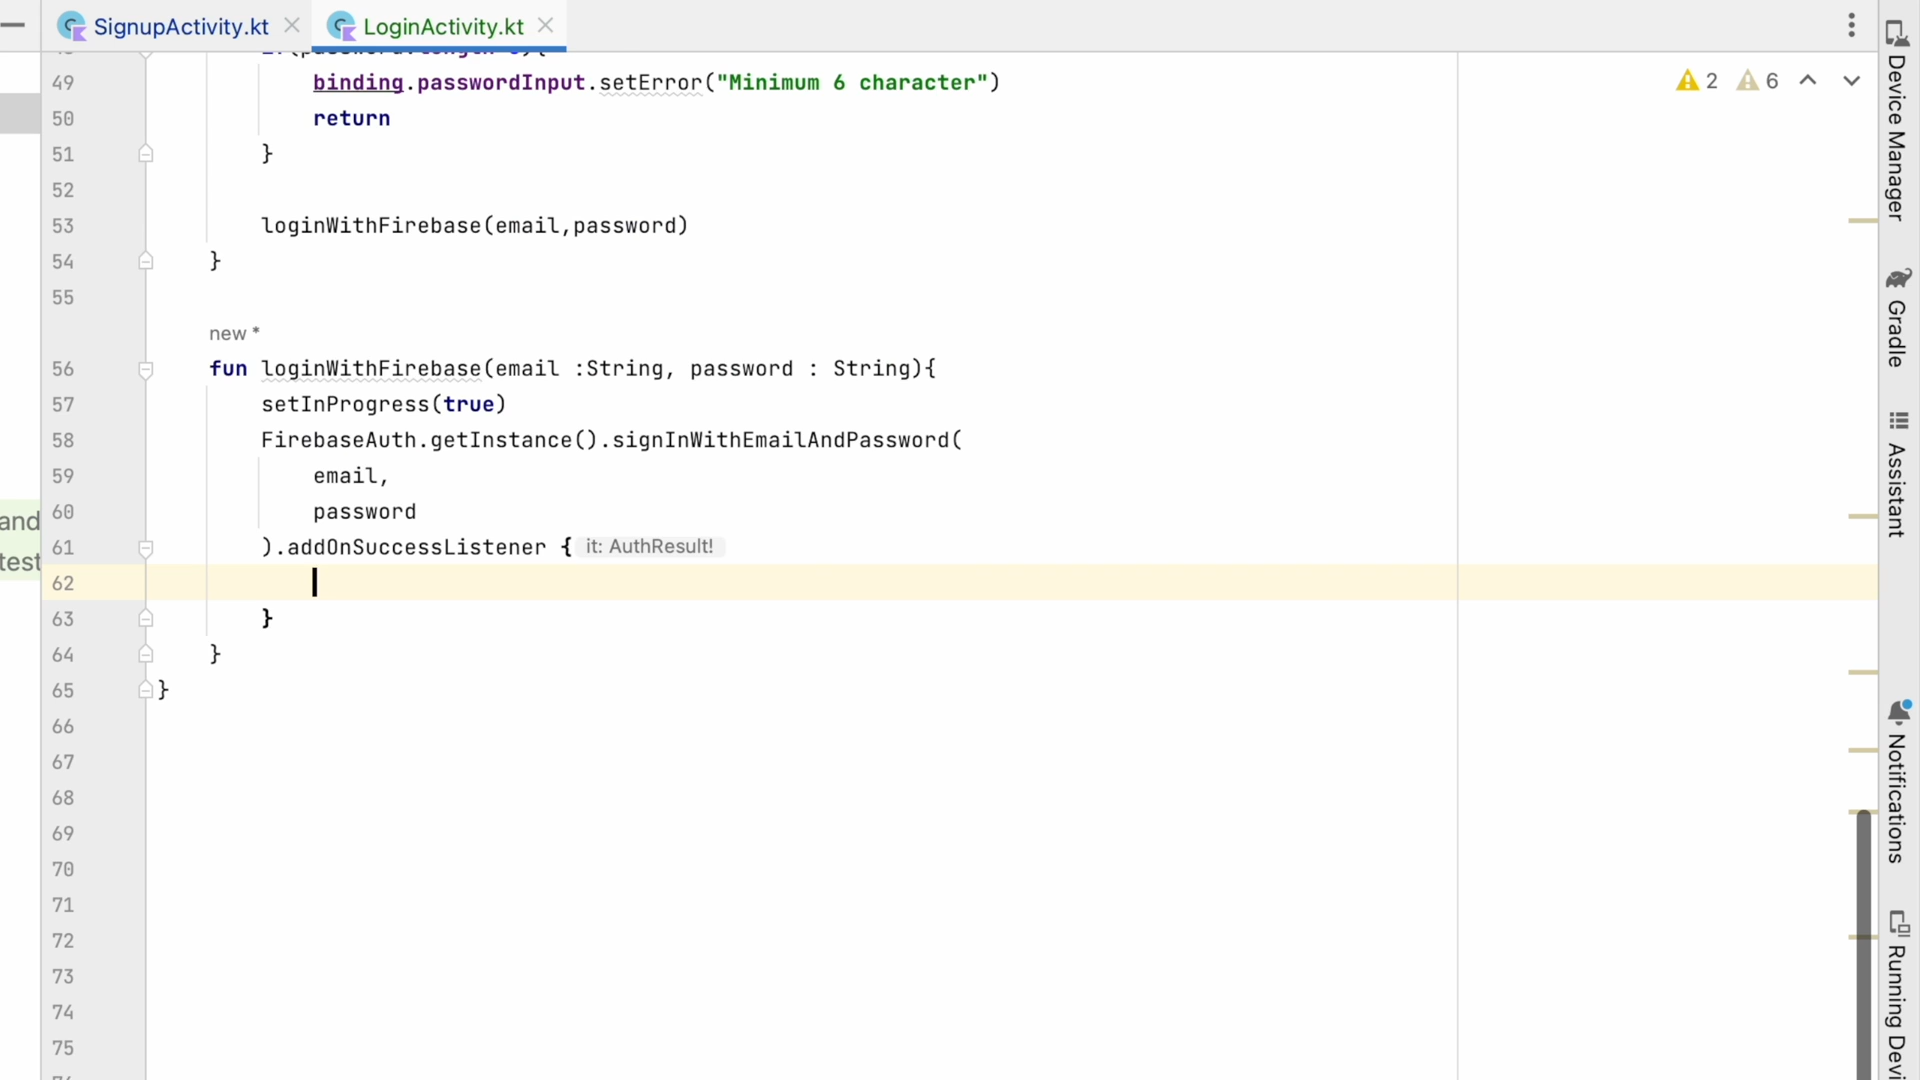 SignupActivity.kt
LoginActivity.kt
49 binding.passwordInput.setError("Minimum 6 character")
2 6
50 return
51 }
52
53 loginWithFirebase(email,password)
54 }
55
new *
56 fun loginWithFirebase(email :String, password : String){
57 setInProgress(true)
58 FirebaseAuth.getInstance().signInWithEmailAndPassword(
59 email,
60 password
61 ).addOnSuccessListener { it: AuthResult!
62
63 }
64 }
65 }
66
67
68
69
70
71
72
73
74
75
and
test
Device Manager
Gradle
Assistant
Notifications
Running Devi